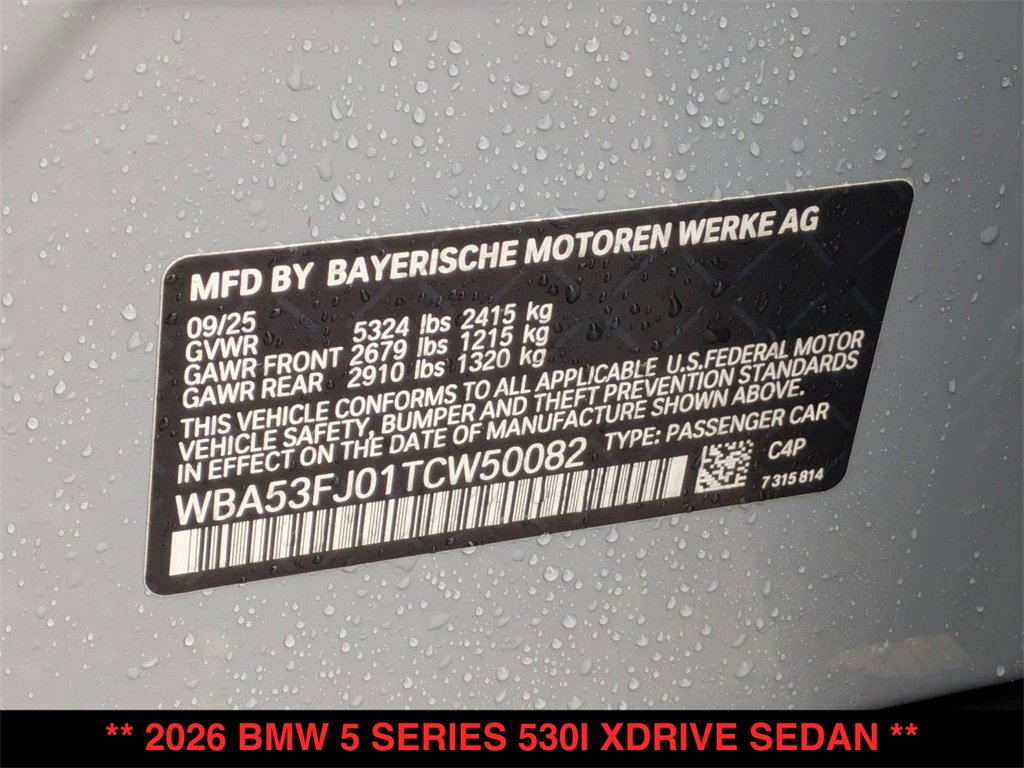 MFD BY BAYERISCHE MOTOREN WERKE AG
09/25
GVWR 5324 lbs 2415 kg
GAWR FRONT 2679 lbs 1215 kg
GAWR REAR 2910 lbs 1320 kg
THIS VEHICLE CONFORMS TO ALL APPLICABLE U.S.FEDERAL MOTOR
VEHICLE SAFETY, BUMPER AND THEFT PREVENTION STANDARDS
IN EFFECT ON THE DATE OF MANUFACTURE SHOWN ABOVE.
WBA53FJ01TCW50082 TYPE: PASSENGER CAR
C4P
7 315 814
** 2026 BMW 5 SERIES 530I XDRIVE SEDAN **